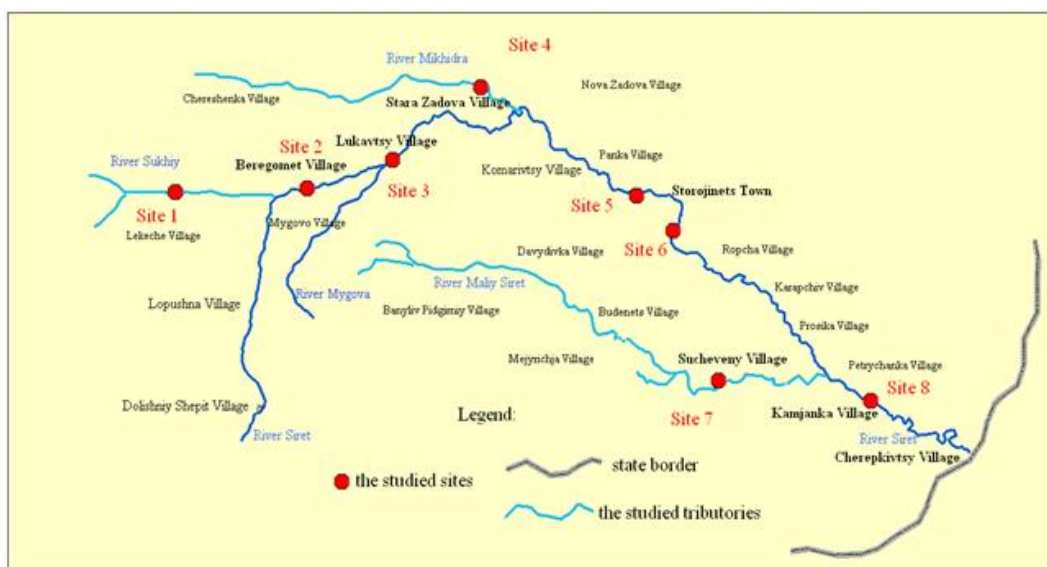 Site 4
River Mikhidra
Nova Zadova Village
Chereshenka Village
Stara Zadova Village
Lukavtsy Village
Site 2
River Sukhiy
Beregomet Village
Panka Village
Komarivtsy Village
Site 3
Storojinets Town
Site 5
Site 1
Mygovo Village
Lekeche Village
Site 6
Davydivka Village
Ropcha Village
River Maliy Siret
Karapchiv Village
River Mygova
Lopushna Village
Banyliv Pidgirniy Village
Budenets Village
Prosika Village
Mejyrichja Village
Sucheveny Village
Petrychanka Village
Site 8
Dolishniy Shepit Village
Legend:
Site 7
Kamjanka Village
River Siret
River Siret
Cherepkivtsy Village
state border
the studied sites
the studied tributories